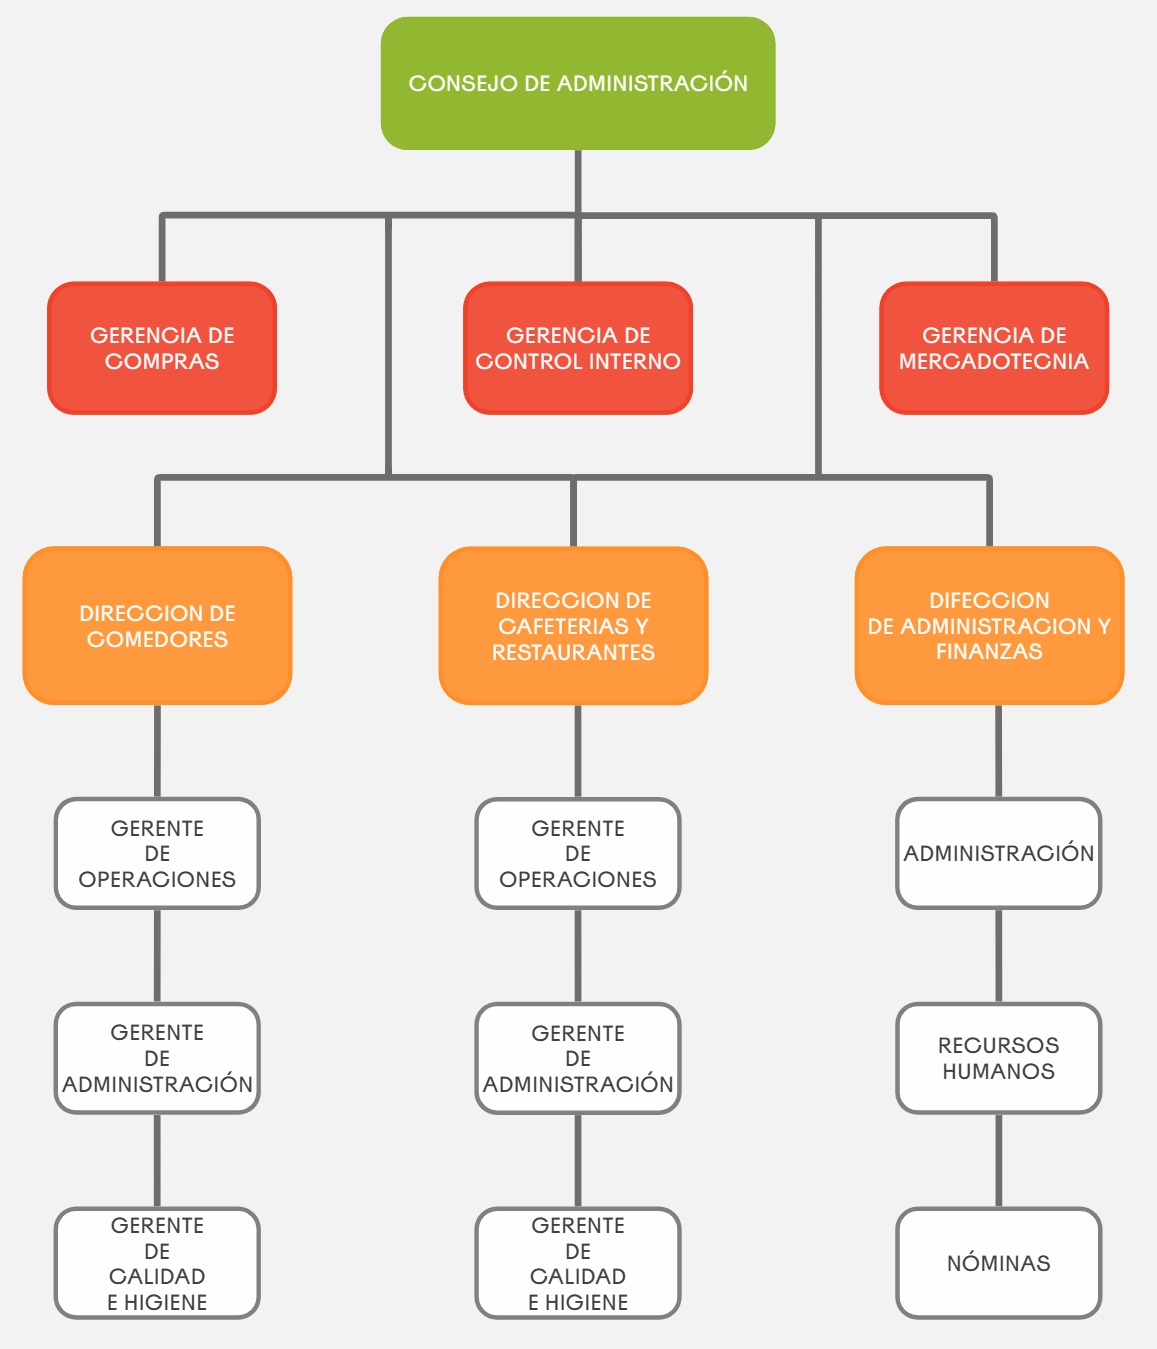 CONSEJO DE ADMINISTRACIÓN
GERENCIA DE
COMPRAS
GERENCIA DE
CONTROL INTERNO
GERENCIA DE
MERCADOTECNIA
DIRECCION DE
COMEDORES
DIRECCION DE
CAFETERIAS Y
RESTAURANTES
DIFECCION
DE ADMINISTRACION Y
FINANZAS
GERENTE
DE
OPERACIONES
GERENTE
DE
OPERACIONES
ADMINISTRACIÓN
GERENTE
DE
ADMINISTRACIÓN
GERENTE
DE
ADMINISTRACIÓN
RECURSOS
HUMANOS
GERENTE
DE
CALIDAD
E HIGIENE
GERENTE
DE
CALIDAD
E HIGIENE
NÓMINAS